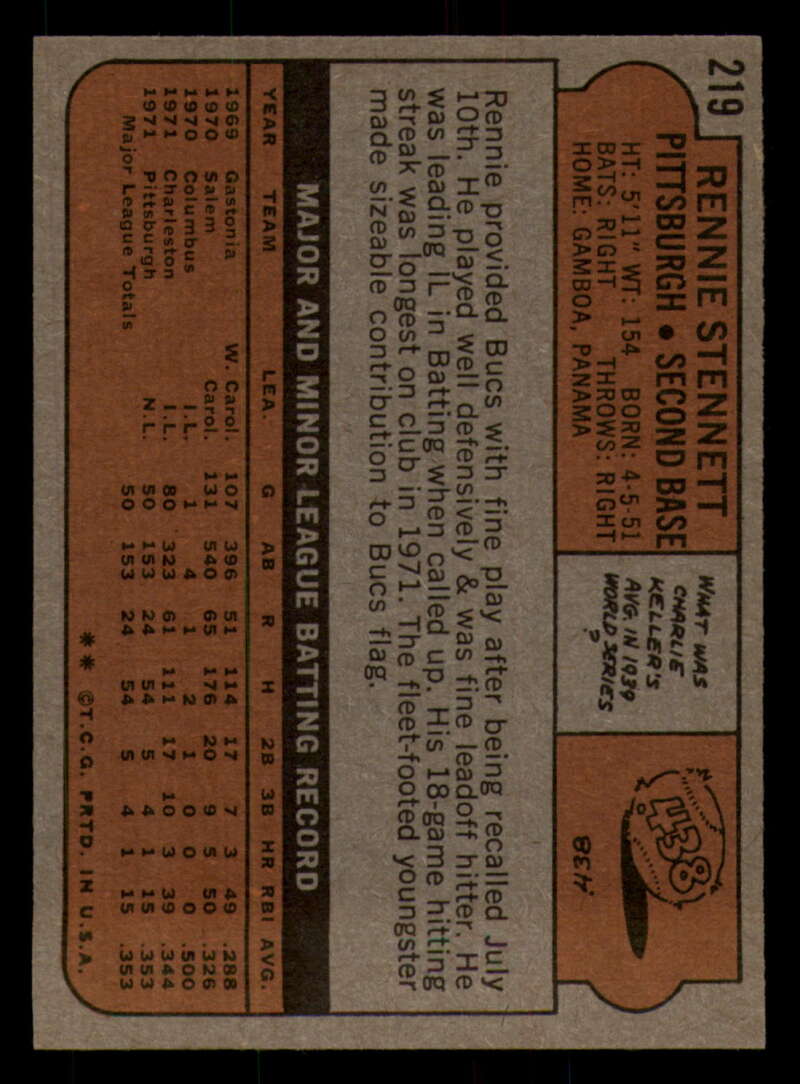 219
RENNIE STENNETT
PITTSBURGH • SECOND BASE
HT: 5'11" WT: 154 BORN: 4-5-51
BATS: RIGHT THROWS: RIGHT
HOME: GAMBOA, PANAMA
WHAT WAS
CHARLIE
KELLER'S
AVG. IN 1939
WORLD SERIES
?
.438
.438
Rennie provided Bucs with fine play after being recalled July
10th. He played well defensively & was fine leadoff hitter. He
was leading IL in Batting when called up. His 18-game hitting
streak was longest on club in 1971. The fleet-footed youngster
made sizeable contribution to Bucs flag.
MAJOR AND MINOR LEAGUE BATTING RECORD
YEAR TEAM LEA. G AB R H 2B 3B HR RBI AVG.
1969 Gastonia W. Carol. 107 396 51 114 17 7 3 49 .288
1970 Salem Carol. 131 540 65 176 20 9 5 50 .326
1970 Columbus I.L. 1 4 1 2 1 0 0 0 .500
1971 Charleston I.L. 80 323 61 111 17 10 3 39 .344
1971 Pittsburgh N.L. 50 153 24 54 5 4 1 15 .353
Major League Totals 50 153 24 54 5 4 1 15 .353
** ©T.C.G. PRTD. IN U.S.A.